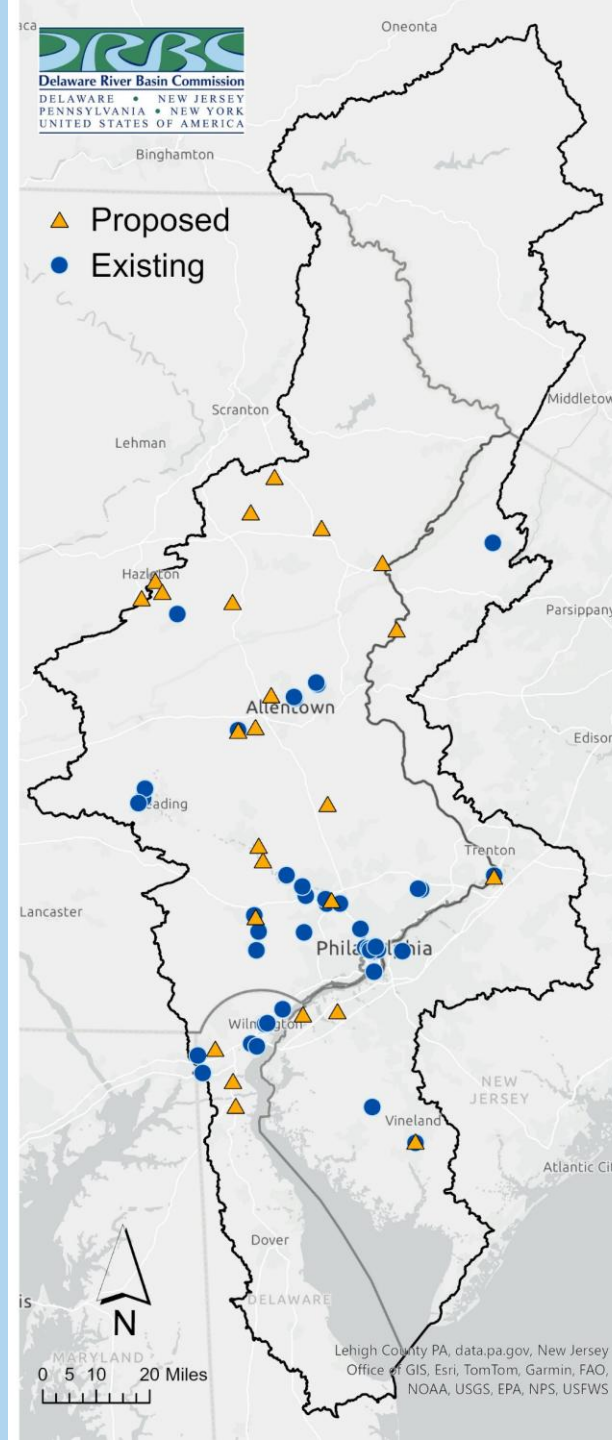 DRBC
Delaware River Basin Commission
DELAWARE • NEW JERSEY
PENNSYLVANIA • NEW YORK
UNITED STATES OF AMERICA
Oneonta
Binghamton
Proposed
Existing
Middletow
Scranton
Lehman
Hazleton
Parsippany
Allentown
Edisor
eading
Trenton
Lancaster
Philadelphia
Wilmington
NEW
JERSEY
Vineland
Atlantic Cit
Dover
DELAWARE
is
N
MARYLAND
0 5 10 20 Miles
Lehigh County PA, data.pa.gov, New Jersey
Office of GIS, Esri, TomTom, Garmin, FAO,
NOAA, USGS, EPA, NPS, USFWS